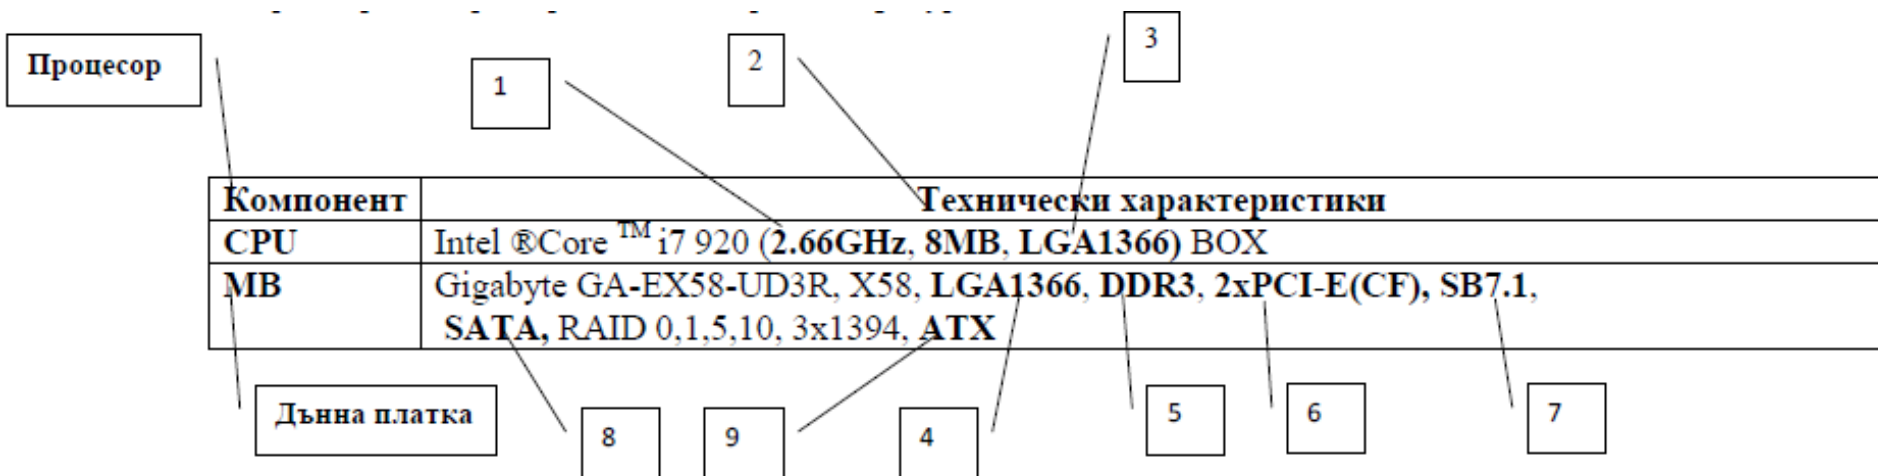 3
Процесор
2
1
Компонент Технически характеристики
CPU Intel ®Core TM i7 920 (2.66GHz, 8MB, LGA1366) BOX
MB Gigabyte GA-EX58-UD3R, X58, LGA1366, DDR3, 2xPCI-E(CF), SB7.1,
SATA, RAID 0,1,5,10, 3x1394, ATX
Дънна платка
8
9
4
5
6
7